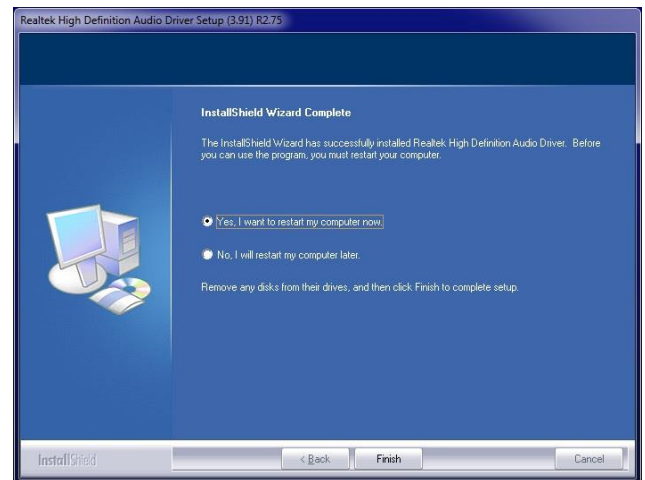 Realtek High Definition Audio Driver Setup (3.91) R2.75
InstallShield Wizard Complete
The InstallShield Wizard has successfully installed Realtek High Definition Audio Driver. Before
you can use the program, you must restart your computer.
Yes, I want to restart my computer now.
No, I will restart my computer later.
Remove any disks from their drives, and then click Finish to complete setup.
InstallShield
< Back
Finish
Cancel